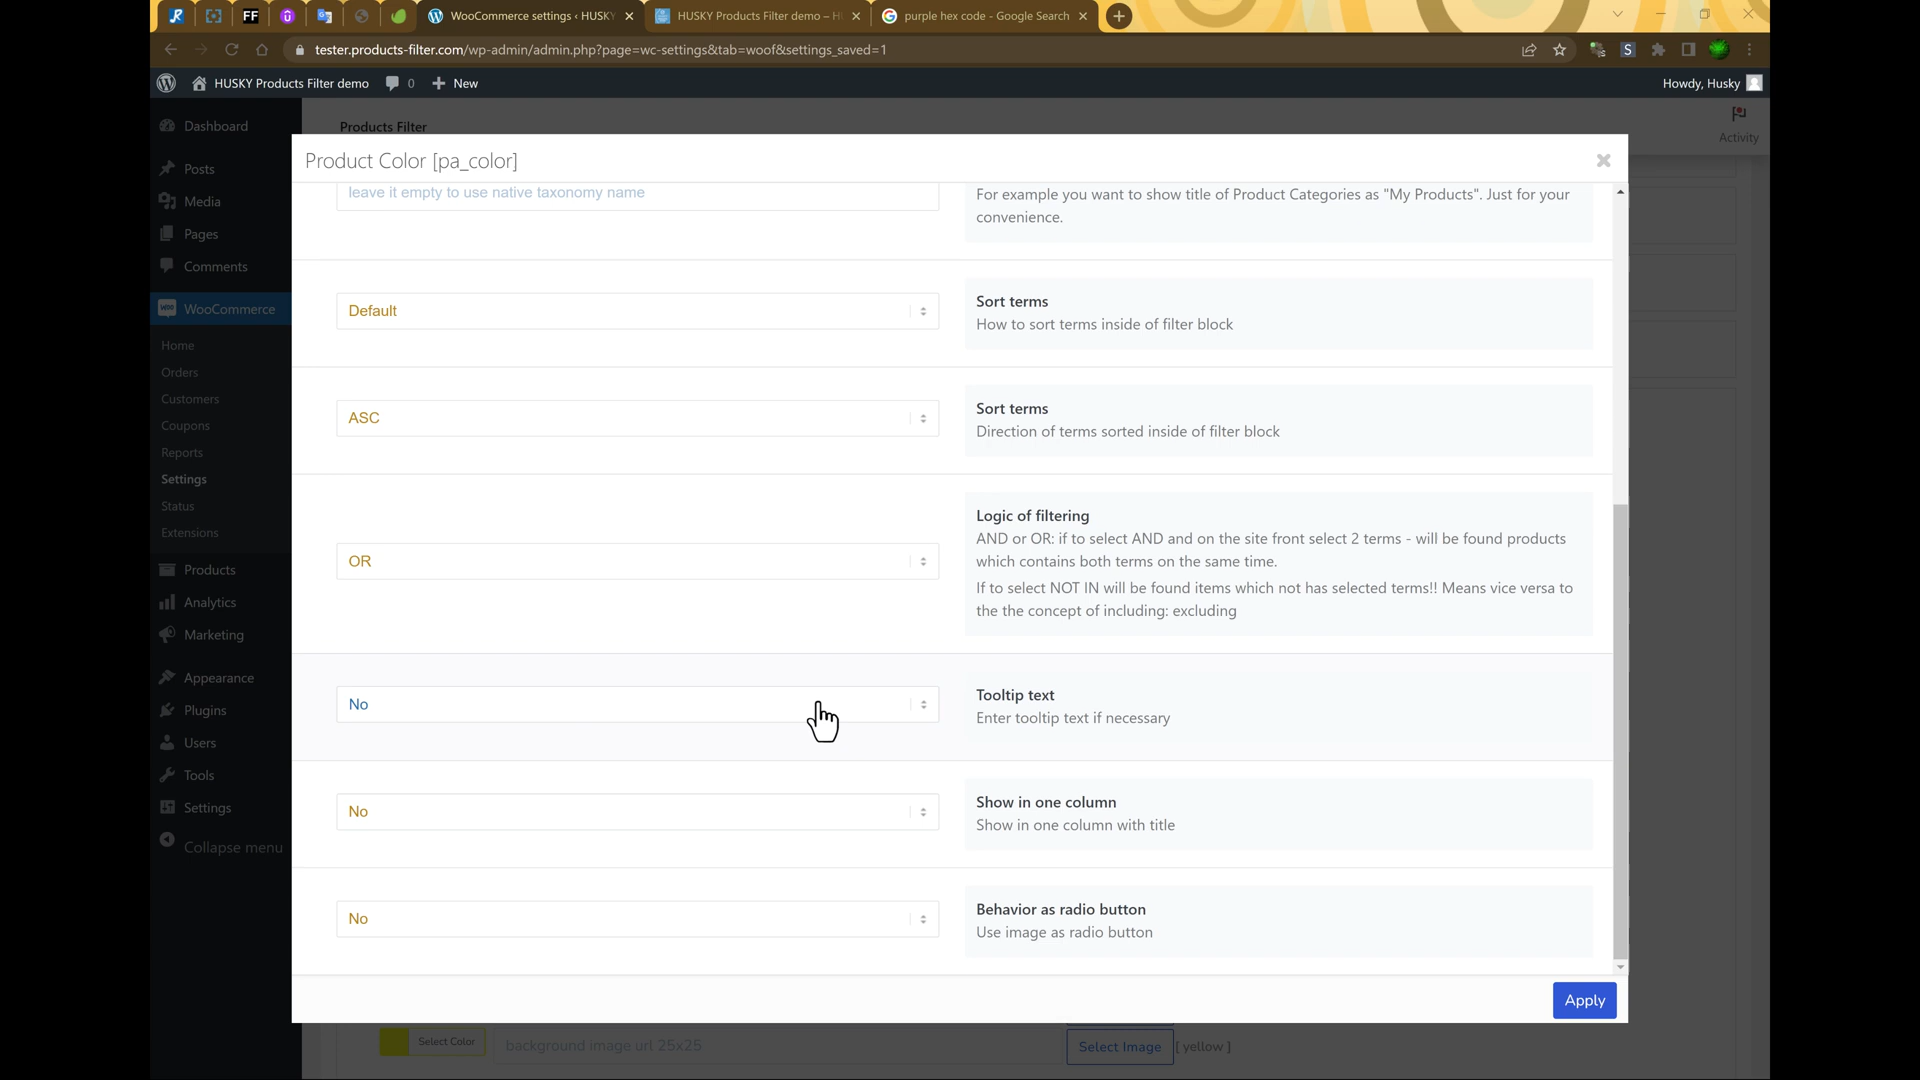 FF
WooCommerce settings ‹ HUSKY
HUSKY Products Filter demo – H
purple hex code - Google Search
tester.products-filter.com/wp-admin/admin.php?page=wc-settings&tab=woof&settings_saved=1
S
HUSKY Products Filter demo
0
New
Howdy, Husky
Dashboard
Posts
Media
Pages
Comments
WooCommerce
Home
Orders
Customers
Coupons
Reports
Settings
Status
Extensions
Products
Analytics
Marketing
Appearance
Plugins
Users
Tools
Settings
Collapse menu
Products Filter
Activity
Product Color [pa_color]
leave it empty to use native taxonomy name
For example you want to show title of Product Categories as "My Products". Just for your
convenience.
Default
Sort terms
How to sort terms inside of filter block
ASC
Sort terms
Direction of terms sorted inside of filter block
OR
Logic of filtering
AND or OR: if to select AND and on the site front select 2 terms - will be found products
which contains both terms on the same time.
If to select NOT IN will be found items which not has selected terms!! Means vice versa to
the the concept of including: excluding
No
Tooltip text
Enter tooltip text if necessary
No
Show in one column
Show in one column with title
No
Behavior as radio button
Use image as radio button
Apply
Select Color
background image url 25x25
Select Image
[ yellow ]